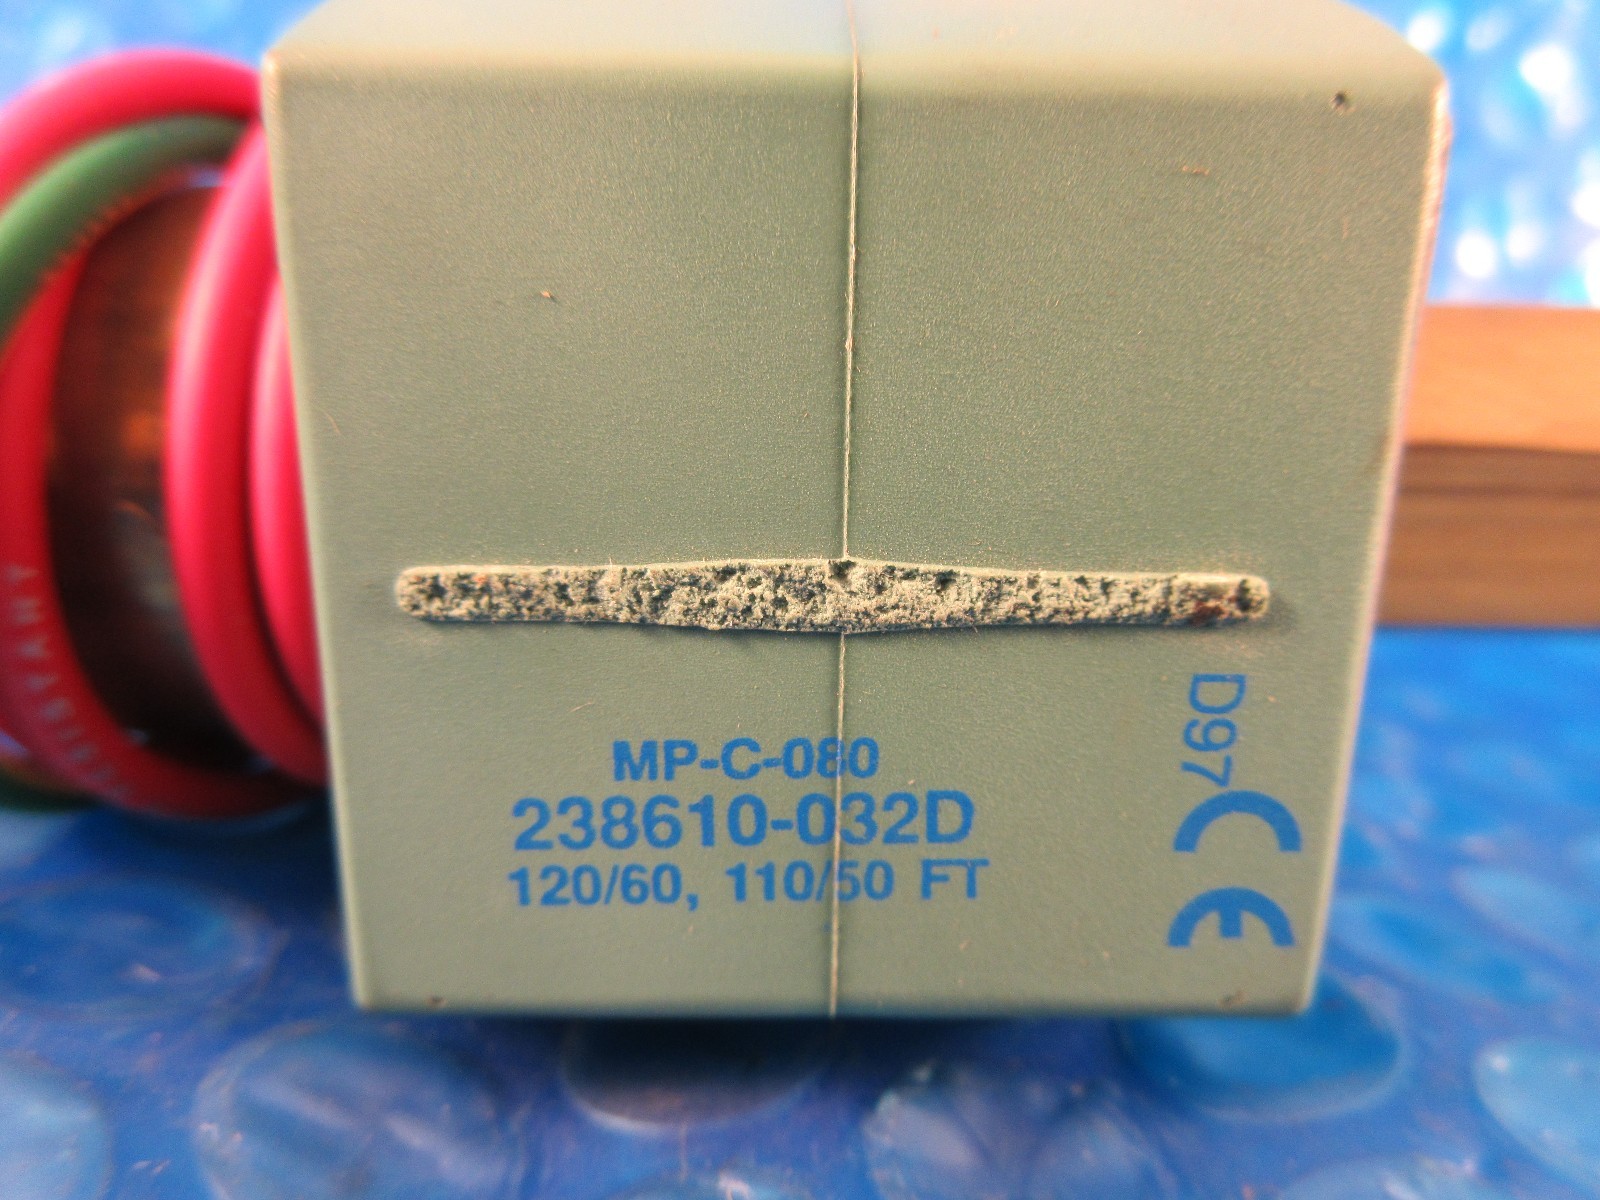 MP-C-080
238610-032D
120/60, 110/50 FT
D97
CE